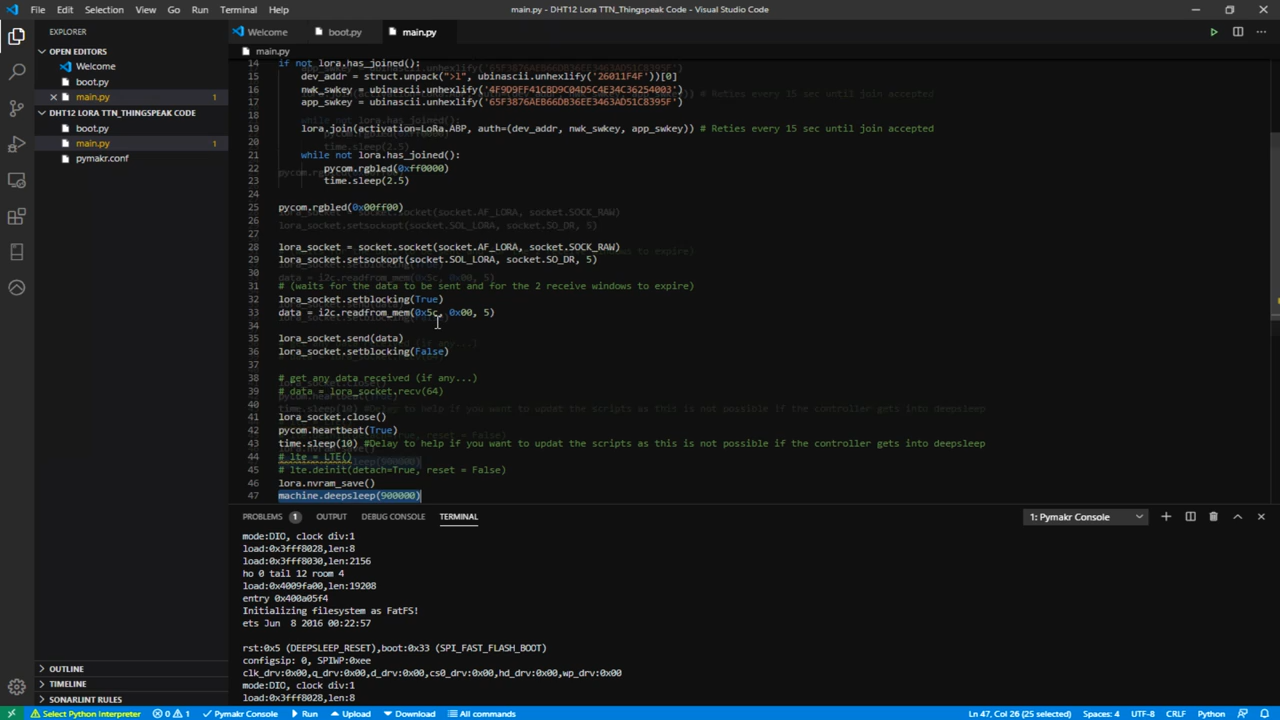 File Edit Selection View Go Run Terminal Help
main.py - DHT12 Lora TTN_Thingspeak Code - Visual Studio Code
EXPLORER
OPEN EDITORS
Welcome
boot.py
main.py 1
DHT12 LORA TTN_THINGSPEAK CODE
boot.py
main.py 1
pymakr.conf
OUTLINE
TIMELINE
SONARLINT RULES
Welcome boot.py main.py
main.py
14 if not lora.has_joined():
15 dev_addr = struct.unpack(">l", ubinascii.unhexlify('26011F4F'))[0]
16 nwk_swkey = ubinascii.unhexlify('4F9D9FF41CBD9C04D5C4E34C36254003')
17 app_swkey = ubinascii.unhexlify('65F3876AEB66DB36EE3463AD51C8395F')
18
19 lora.join(activation=LoRa.ABP, auth=(dev_addr, nwk_swkey, app_swkey)) # Reties every 15 sec until join accepted
20
21 while not lora.has_joined():
22 pycom.rgbled(0xff0000)
23 time.sleep(2.5)
24
25 pycom.rgbled(0x00ff00)
26
27
28 lora_socket = socket.socket(socket.AF_LORA, socket.SOCK_RAW)
29 lora_socket.setsockopt(socket.SOL_LORA, socket.SO_DR, 5)
30
31 # (waits for the data to be sent and for the 2 receive windows to expire)
32 lora_socket.setblocking(True)
33 data = i2c.readfrom_mem(0x5c, 0x00, 5)
34
35 lora_socket.send(data)
36 lora_socket.setblocking(False)
37
38 # get any data received (if any...)
39 # data = lora_socket.recv(64)
40
41 lora_socket.close()
42 pycom.heartbeat(True)
43 time.sleep(10) #Delay to help if you want to updat the scripts as this is not possible if the controller gets into deepsleep
44 # lte = LTE()
45 # lte.deinit(detach=True, reset = False)
46 lora.nvram_save()
47 machine.deepsleep(900000)
PROBLEMS 1 OUTPUT DEBUG CONSOLE TERMINAL
1: Pymakr Console
mode:DIO, clock div:1
load:0x3fff8028,len:8
load:0x3fff8030,len:2156
ho 0 tail 12 room 4
load:0x4009fa00,len:19208
entry 0x400a05f4
Initializing filesystem as FatFS!
ets Jun 8 2016 00:22:57
rst:0x5 (DEEPSLEEP_RESET),boot:0x33 (SPI_FAST_FLASH_BOOT)
configsip: 0, SPIWP:0xee
clk_drv:0x00,q_drv:0x00,d_drv:0x00,cs0_drv:0x00,hd_drv:0x00,wp_drv:0x00
mode:DIO, clock div:1
load:0x3fff8028,len:8
Select Python Interpreter 0 1 Pymakr Console Run Upload Download All commands
Ln 47, Col 26 (25 selected) Spaces: 4 UTF-8 CRLF Python